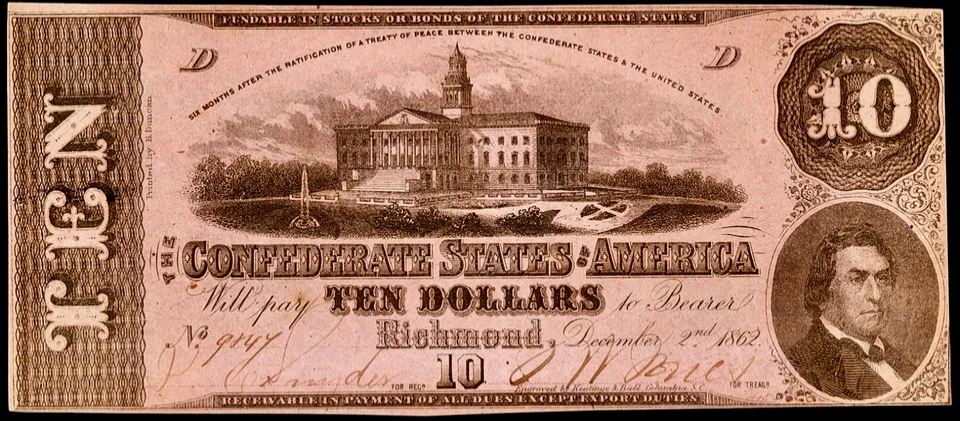 FUNDABLE IN STOCKS OR BONDS OF THE CONFEDERATE STATES
D
D
SIX MONTHS AFTER THE RATIFICATION OF A TREATY OF PEACE BETWEEN THE CONFEDERATE STATES & THE UNITED STATES
10
TEN
Printed by B Duncan
THE CONFEDERATE STATES OF AMERICA
Will pay TEN DOLLARS to Bearer
No 9847
Richmond, December 2nd 1862.
10
FOR REGR
FOR TREASR
Engraved by Keatinge & Ball Columbia, S.C.
RECEIVABLE IN PAYMENT OF ALL DUES EXCEPT EXPORT DUTIES